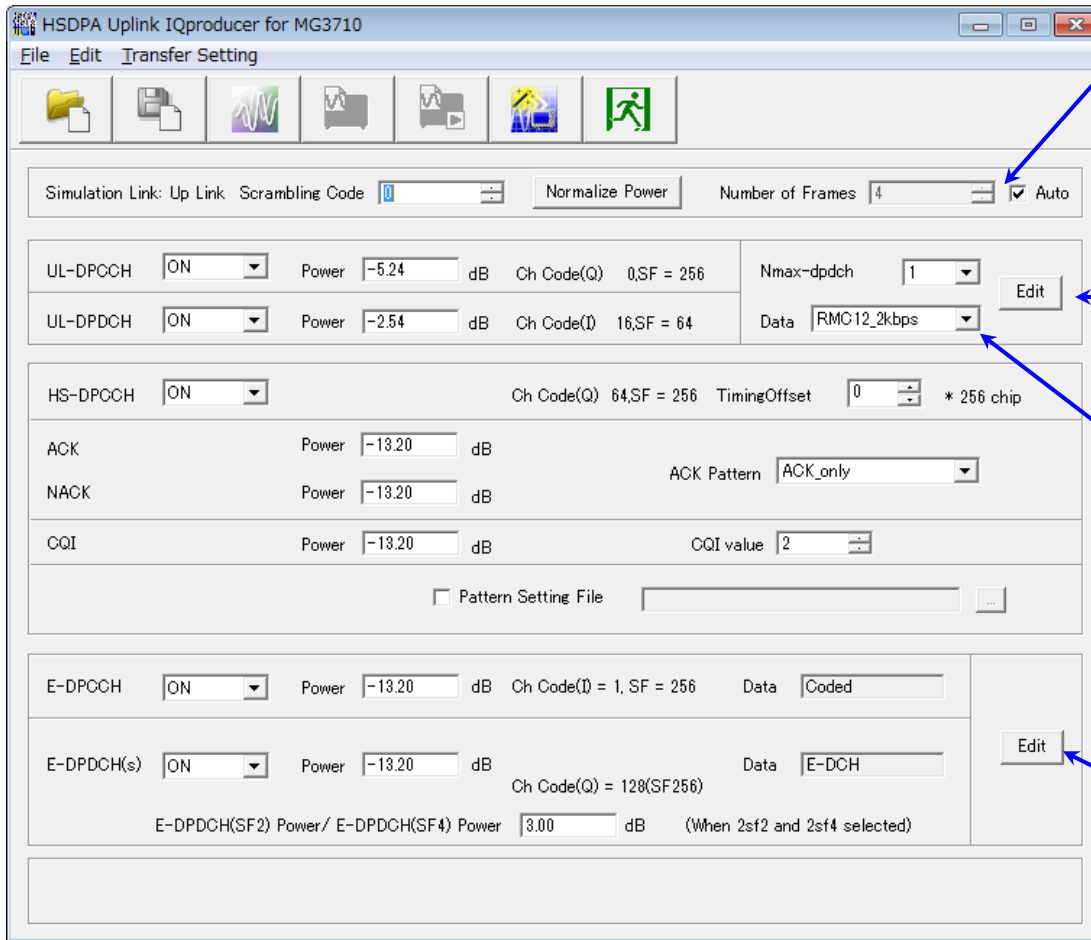 HSDPA Uplink IQproducer for MG3710
File Edit Transfer Setting
Simulation Link: Up Link Scrambling Code 0 Normalize Power Number of Frames 4 Auto
UL-DPCCH ON Power -5.24 dB Ch Code(Q) 0,SF = 256 Nmax-dpdch 1 Edit
UL-DPDCH ON Power -2.54 dB Ch Code(I) 16,SF = 64 Data RMC12_2kbps
HS-DPCCH ON Ch Code(Q) 64,SF = 256 TimingOffset 0 * 256 chip
ACK Power -13.20 dB ACK Pattern ACK_only
NACK Power -13.20 dB
CQI Power -13.20 dB CQI value 2
Pattern Setting File ...
E-DPCCH ON Power -13.20 dB Ch Code(I) = 1, SF = 256 Data Coded
Edit
E-DPDCH(s) ON Power -13.20 dB Data E-DCH
Ch Code(Q) = 128(SF256)
E-DPDCH(SF2) Power/ E-DPDCH(SF4) Power 3.00 dB (When 2sf2 and 2sf4 selected)